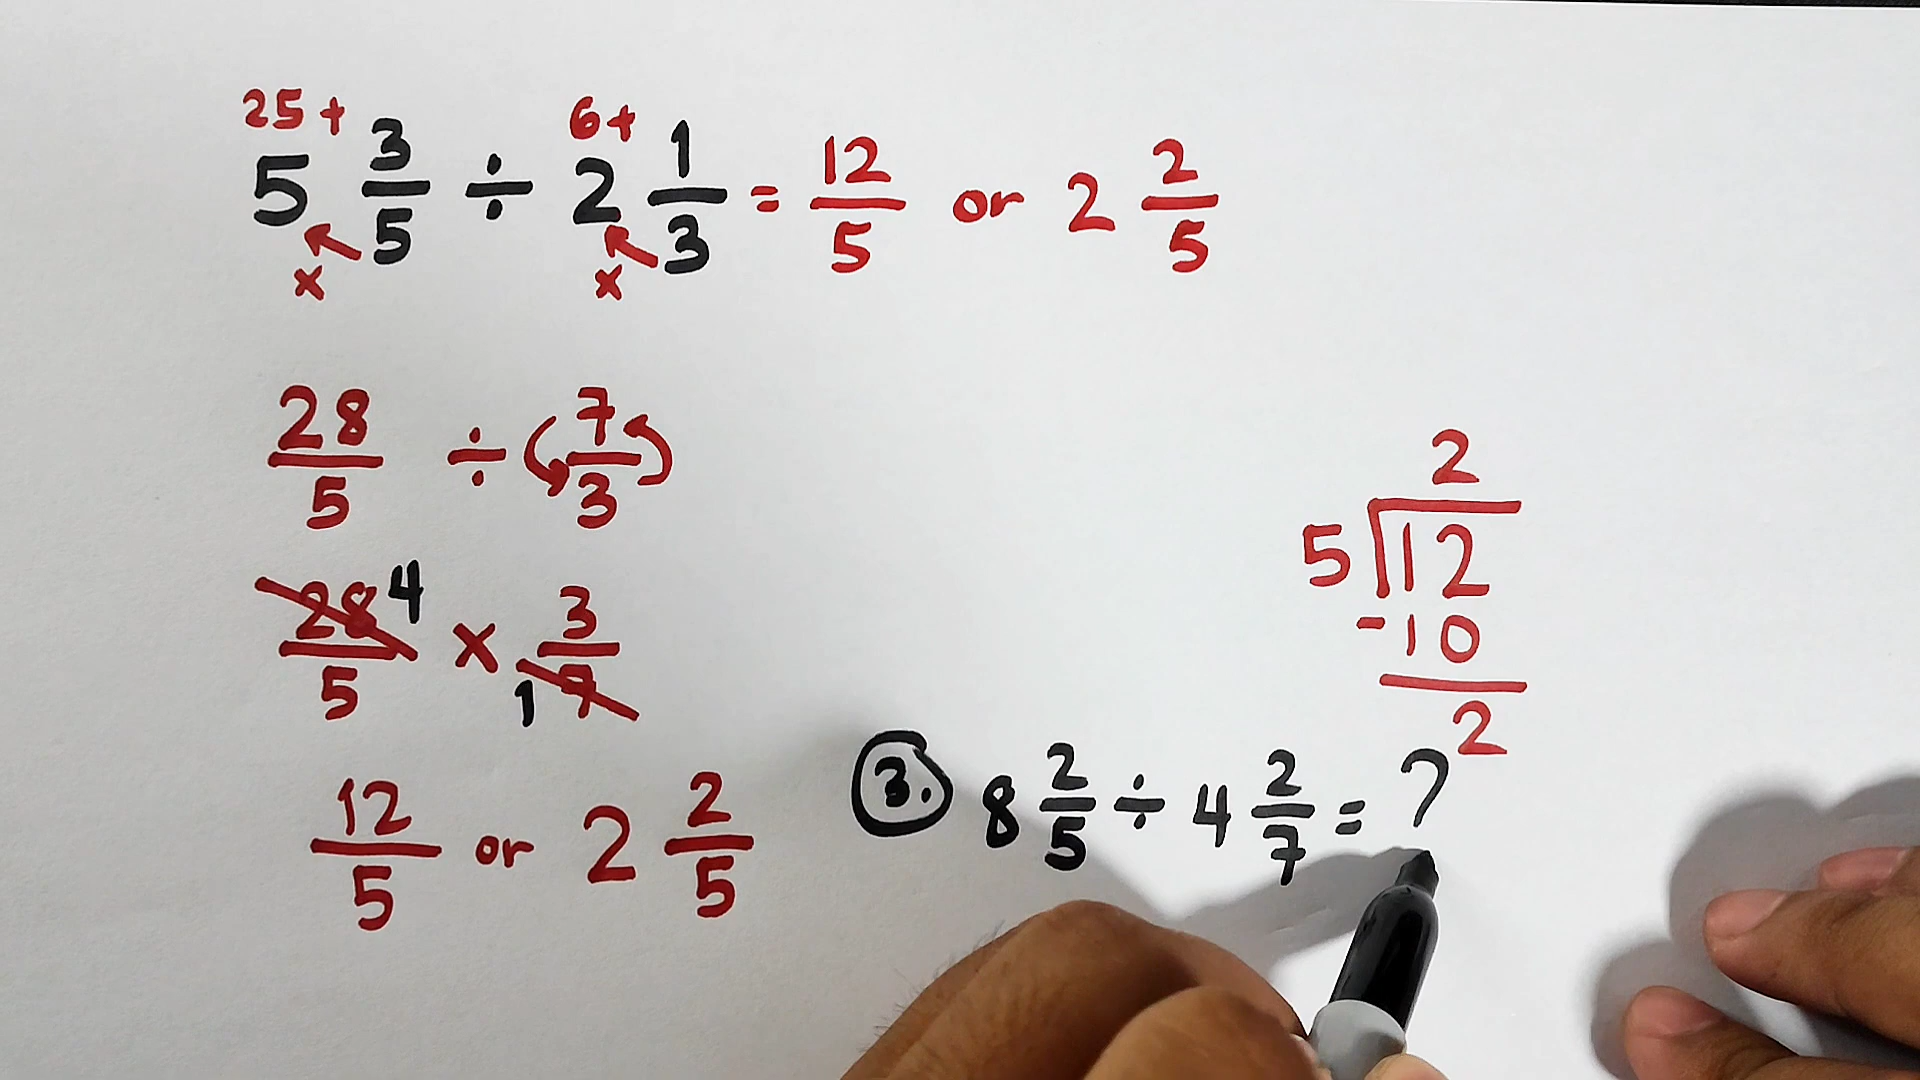 25+ 6+
5 3/5 ÷ 2 1/3 = 12/5 or 2 2/5
x x
28/5 ÷ 7/3
28/5 4 x 3/7 1
12/5 or 2 2/5
2
5 12
-10
2
3. 8 2/5 ÷ 4 2/7 = ?